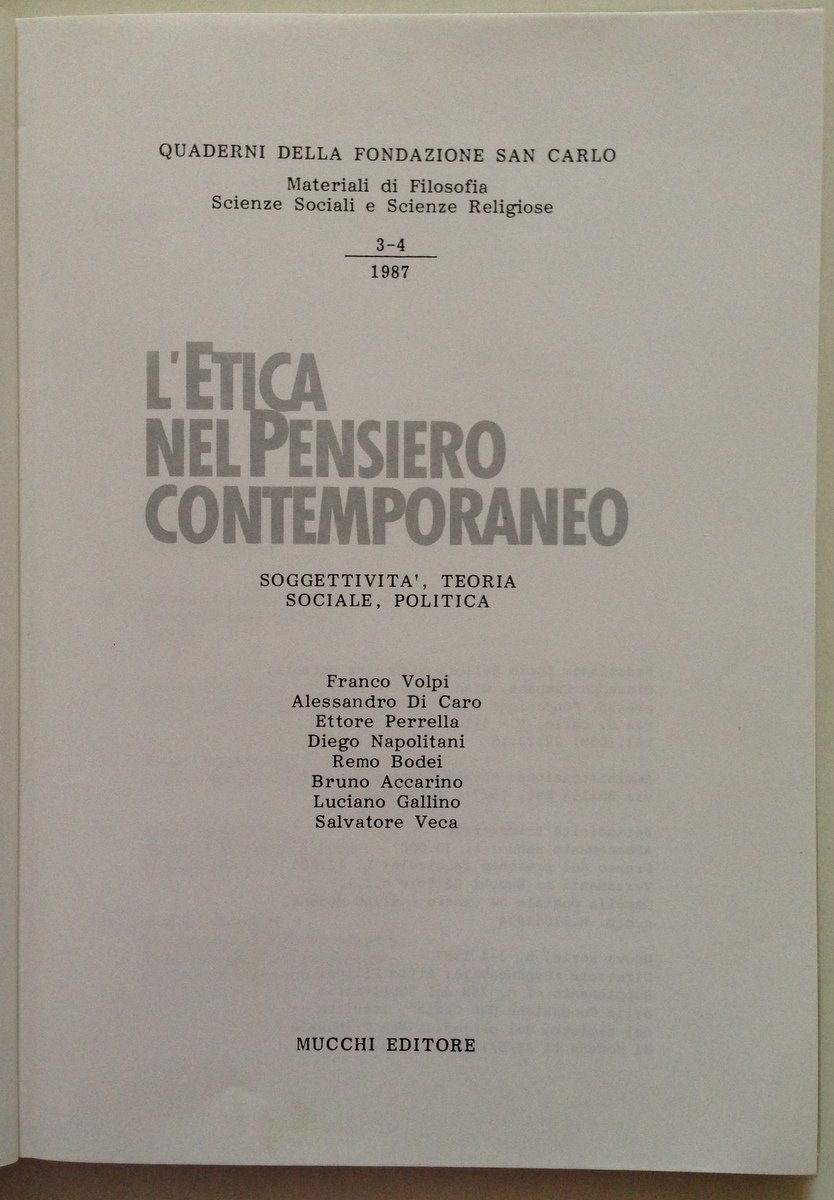 QUADERNI DELLA FONDAZIONE SAN CARLO
Materiali di Filosofia
Scienze Sociali e Scienze Religiose
3-4
1987
L'ETICA
NEL PENSIERO
CONTEMPORANEO
SOGGETTIVITA', TEORIA
SOCIALE, POLITICA
Franco Volpi
Alessandro Di Caro
Ettore Perrella
Diego Napolitani
Remo Bodei
Bruno Accarino
Luciano Gallino
Salvatore Veca
MUCCHI EDITORE